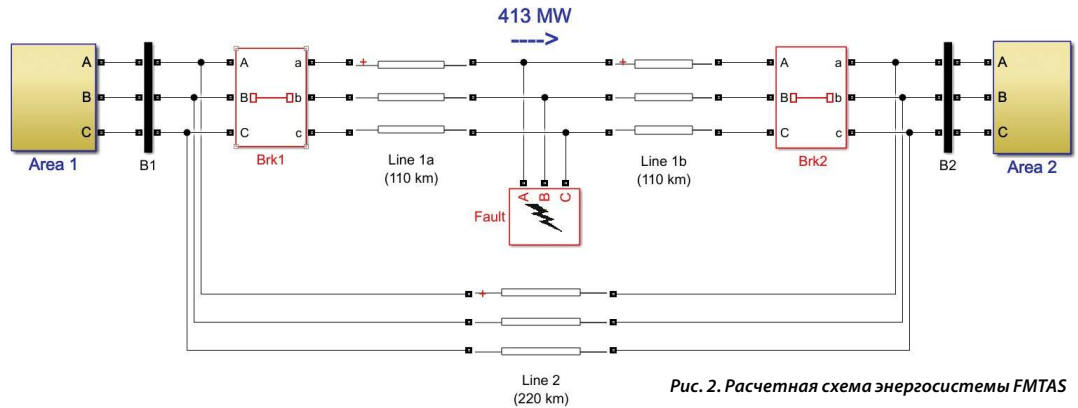 413 MW
---->
A A a + + A a A
B B b B b B
C C c C c C
Area 1 B1 Brk1 Line 1a Line 1b Brk2 B2 Area 2
(110 km) (110 km)
A B C
Fault
+
Line 2
(220 km)
Рис. 2. Расчетная схема энергосистемы FMTAS